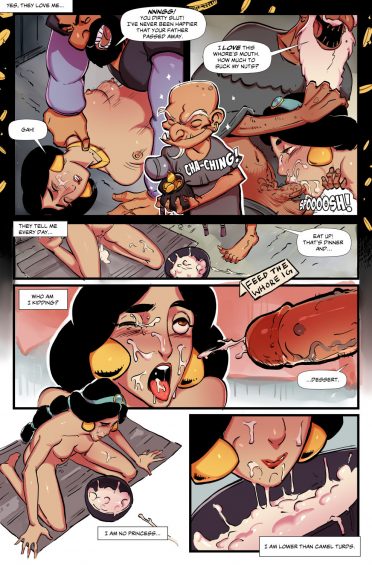 YES, THEY LOVE ME...
NNNGG!
YOU DIRTY SLUT!
I'VE NEVER BEEN
HAPPIER
THAT YOUR FATHER
PASSED AWAY.
I LOVE THIS
WHORE'S MOUTH.
HOW MUCH TO
SUCK MY NUTS?
GAH!
CHA-CHING!
SPOOOOSH!
THEY TELL ME
EVERY DAY...
EAT UP!
THAT'S DINNER
AND...
FEED THE
WHORE 1G
WHO AM
I KIDDING?
...DESSERT.
I AM NO PRINCESS...
I AM LOWER THAN CAMEL TURDS.